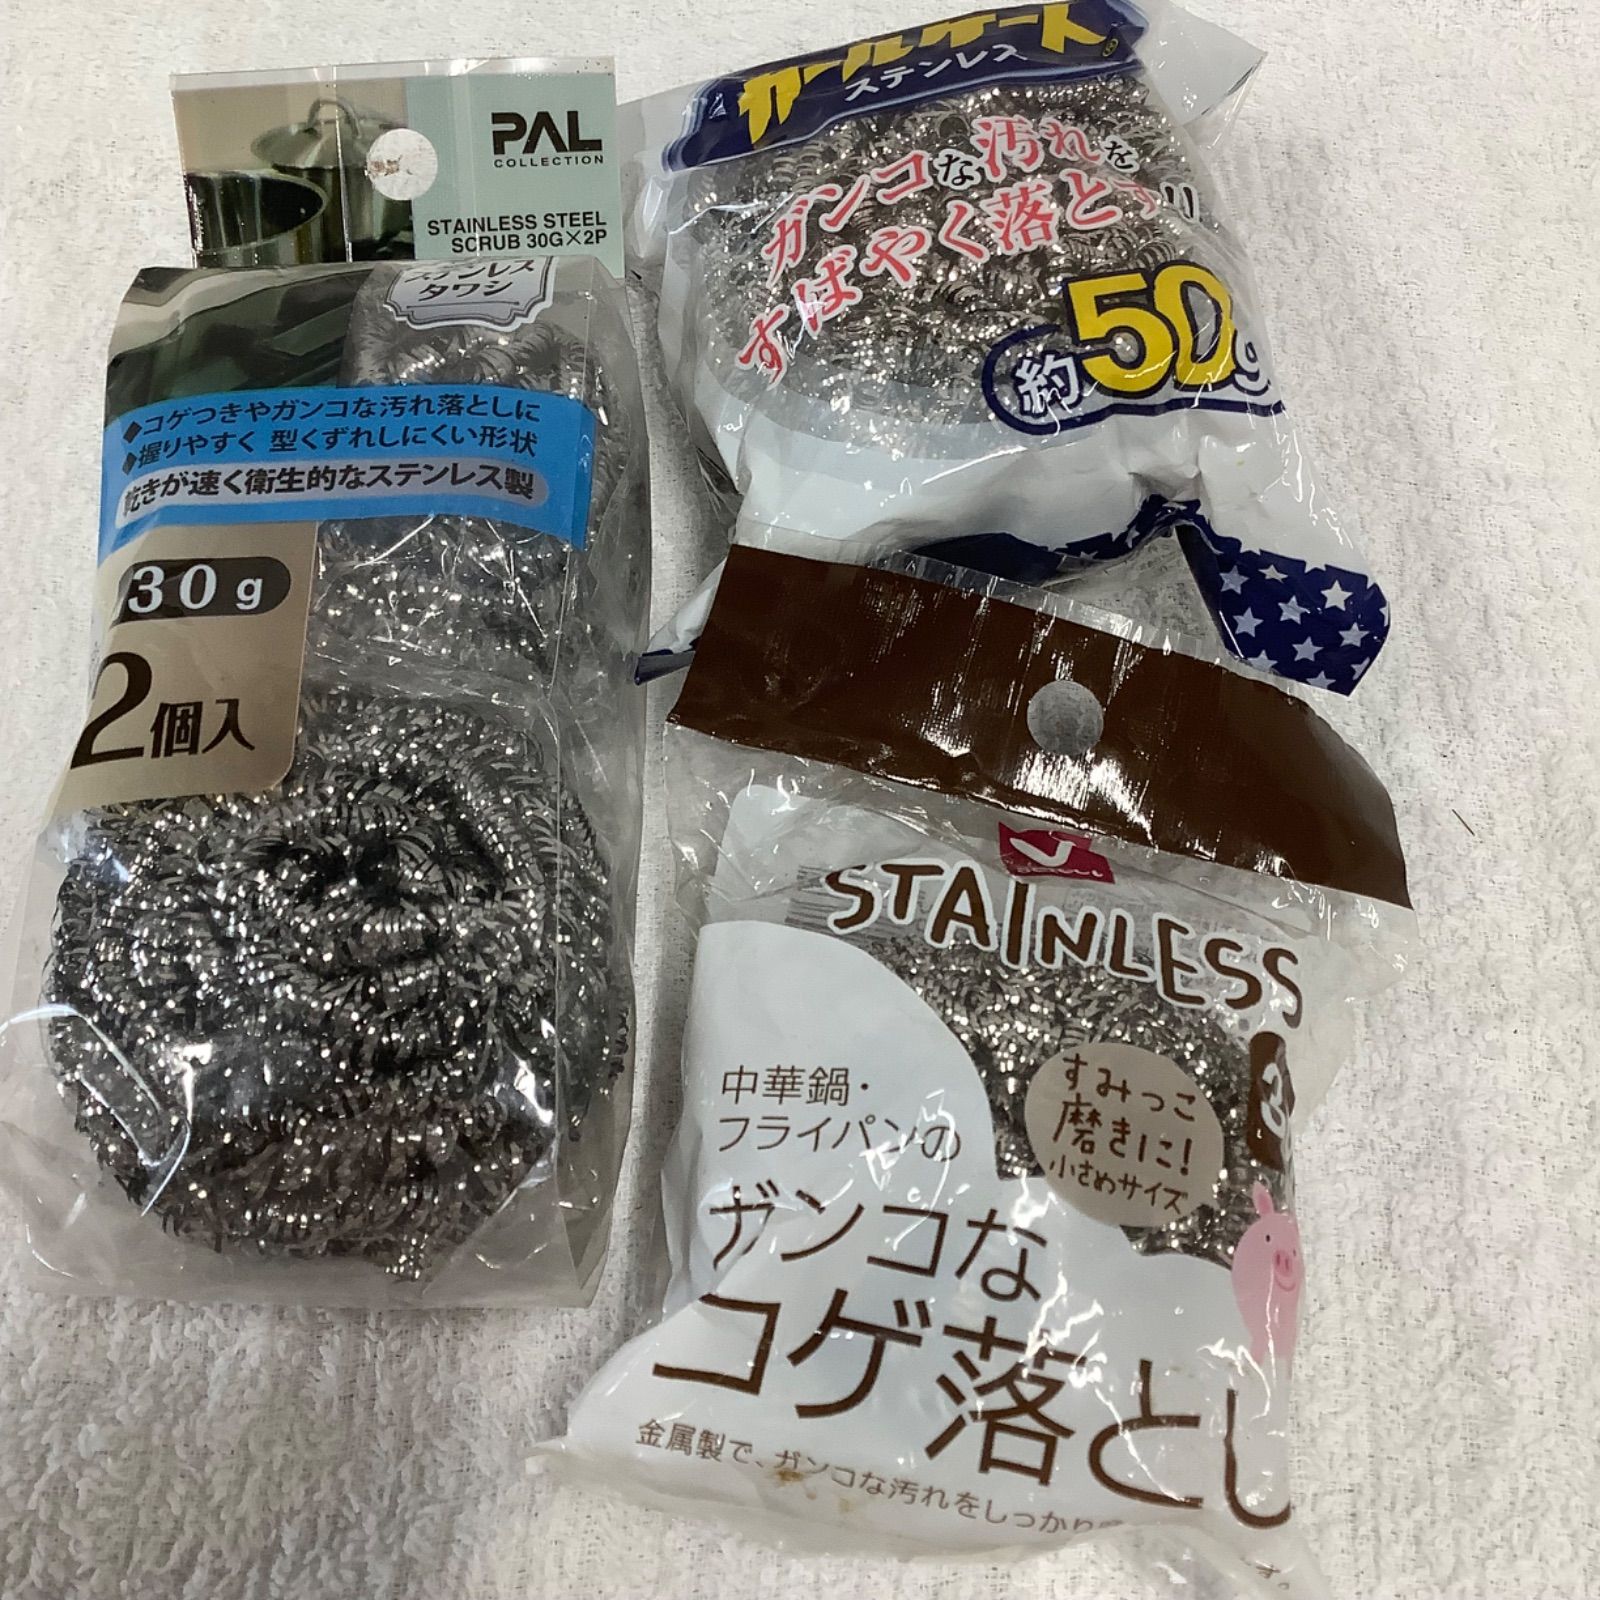 PAL
COLLECTION
STAINLESS STEEL
SCRUB 30G×2P
ステンレス
タワシ
◆コゲつきやガンコな汚れ落としに
◆握りやすく 型くずれしにくい形状
乾きが速く衛生的なステンレス製
30g
2個入
カールケート®
ステンレス
ガンコな汚れを
すばやく落とす!!
約50g
STAINLESS
すみっこ
磨きに!
小さめサイズ
中華鍋・
フライパンの
ガンコな
コゲ落とし
金属製で、ガンコな汚れをしっかり